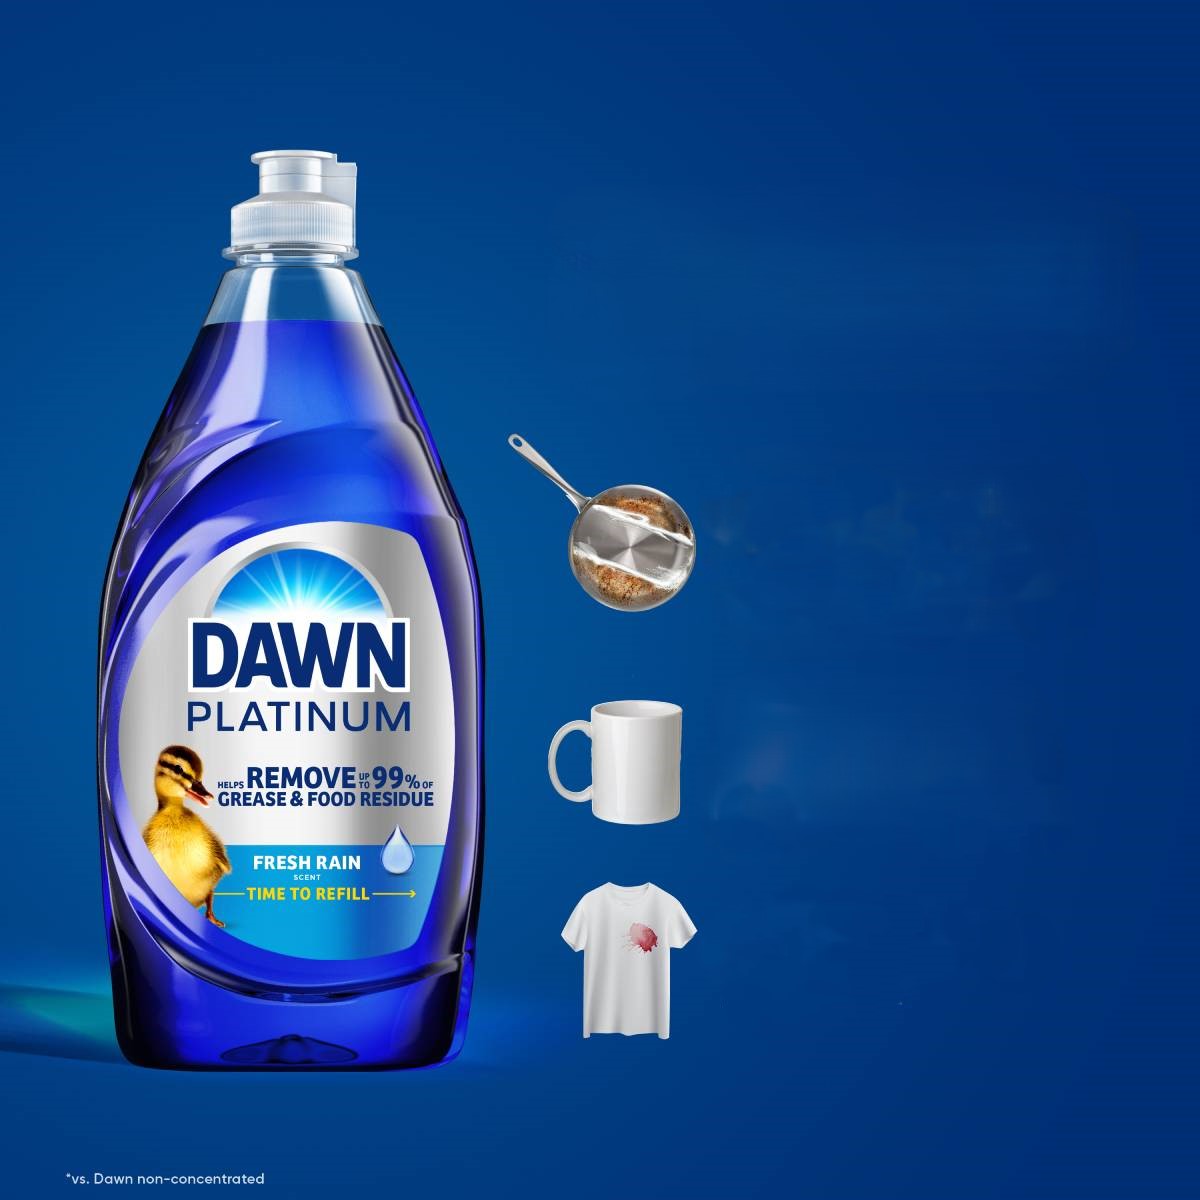 DAWN
PLATINUM
HELPS REMOVE UP TO 99% OF
GREASE & FOOD RESIDUE
FRESH RAIN
SCENT
TIME TO REFILL
*vs. Dawn non-concentrated